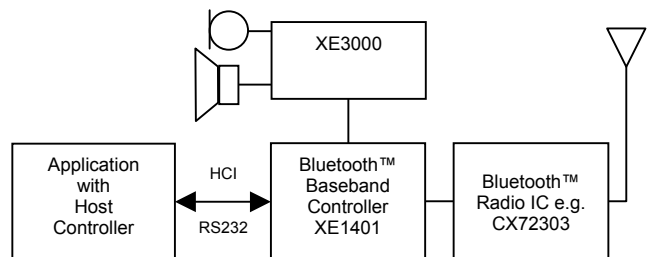 XE3000
Application
with
Host
Controller
HCI
RS232
Bluetooth™
Baseband
Controller
XE1401
Bluetooth™
Radio IC e.g.
CX72303